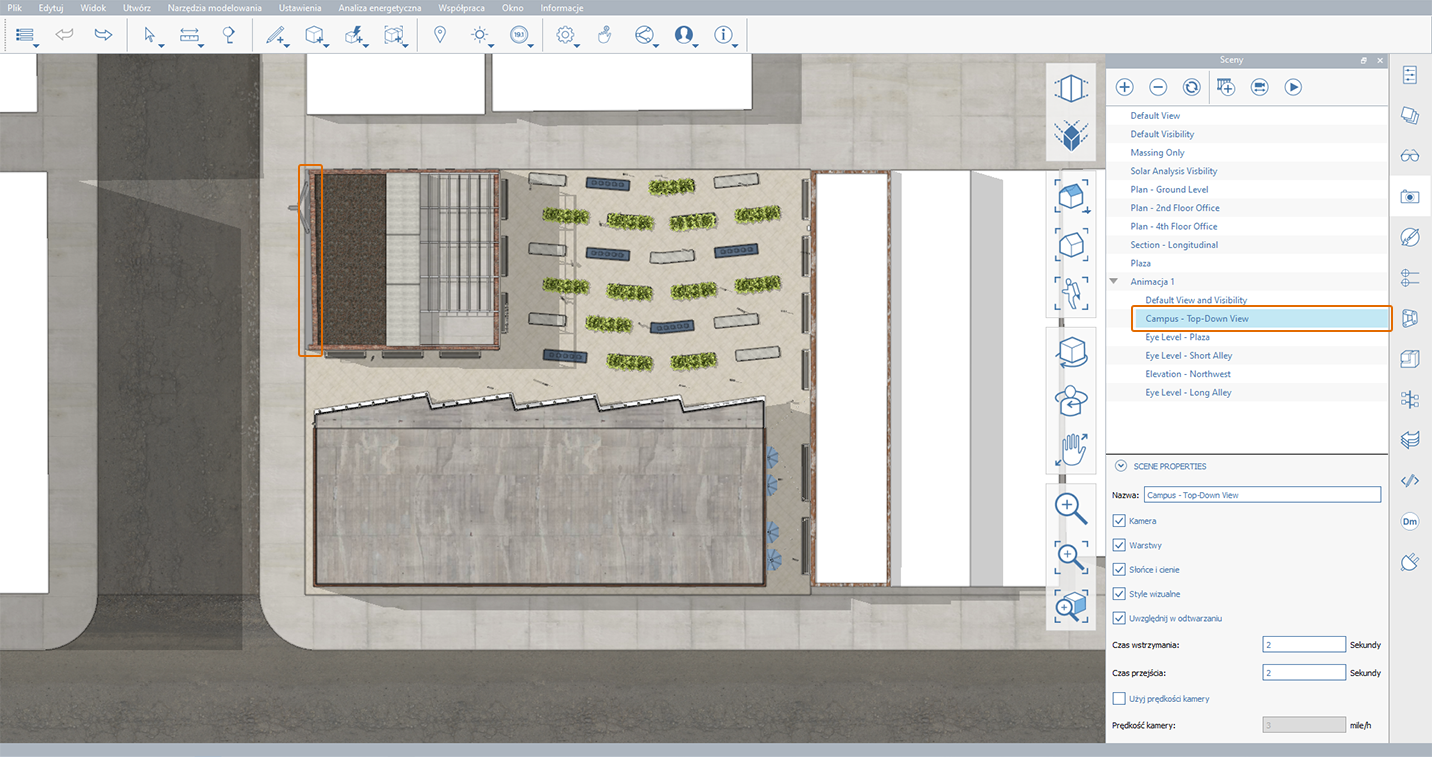 Plik Edytuj Widok Utwórz Narzędzia modelowania Ustawienia Analiza energetyczna Współpraca Okno Informacje
19.1
Sceny
Default View
Default Visibility
Massing Only
Solar Analysis Visbility
Plan - Ground Level
Plan - 2nd Floor Office
Plan - 4th Floor Office
Section - Longitudinal
Plaza
Animacja 1
Default View and Visibility
Campus - Top-Down View
Eye Level - Plaza
Eye Level - Short Alley
Elevation - Northwest
Eye Level - Long Alley
SCENE PROPERTIES
Nazwa: Campus - Top-Down View
Kamera
Dm
Warstwy
Słońce i cienie
Style wizualne
Uwzględnij w odtwarzaniu
Czas wstrzymania: 2 Sekundy
Czas przejścia: 2 Sekundy
Użyj prędkości kamery
Prędkość kamery: 3 mile/h